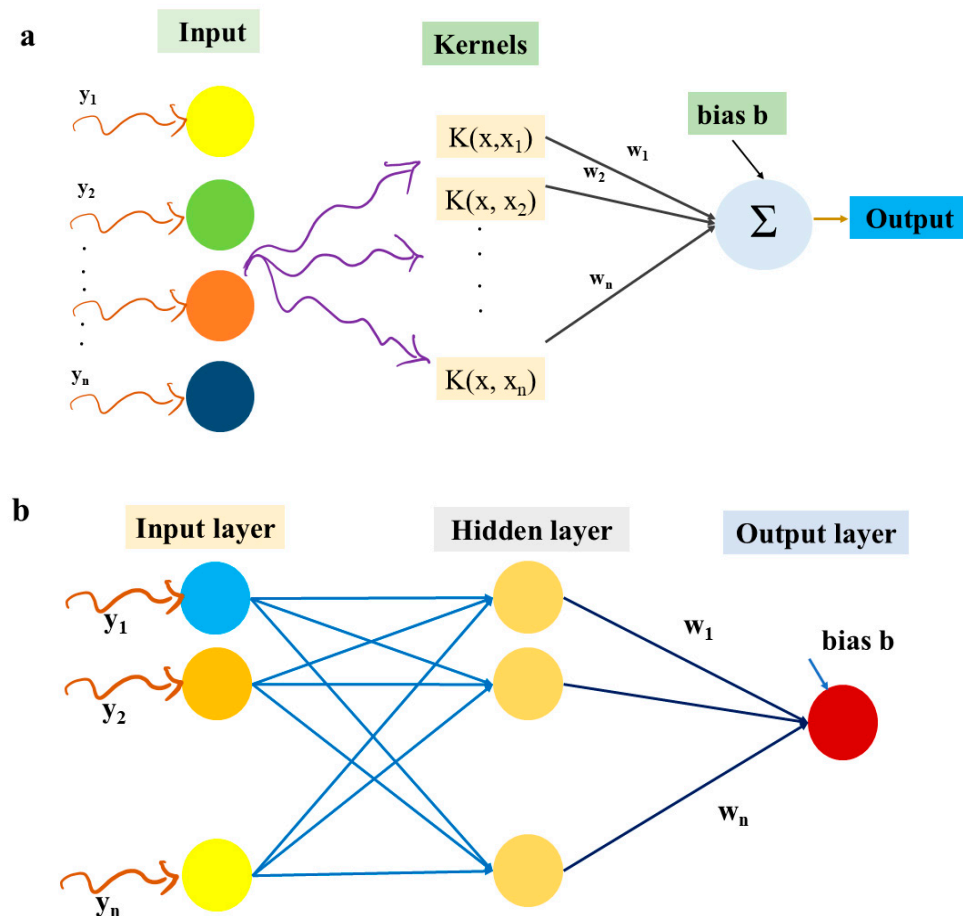 a
Input
Kernels
y₁
bias b
K(x,x₁)
w₁
w₂
y₂
K(x, x₂)
Σ
Output
wₙ
yₙ
K(x, xₙ)
b
Input layer
Hidden layer
Output layer
y₁
w₁
bias b
y₂
wₙ
yₙ